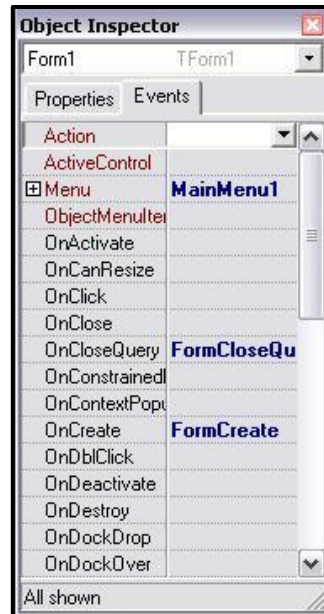 Object Inspector
Form1 TForm1
Properties Events
Action
ActiveControl
Menu MainMenu1
ObjectMenuIte
OnActivate
OnCanResize
OnClick
OnClose
OnCloseQuery FormCloseQu
OnConstrainedI
OnContextPopu
OnCreate FormCreate
OnDblClick
OnDeactivate
OnDestroy
OnDockDrop
OnDockOver
All shown